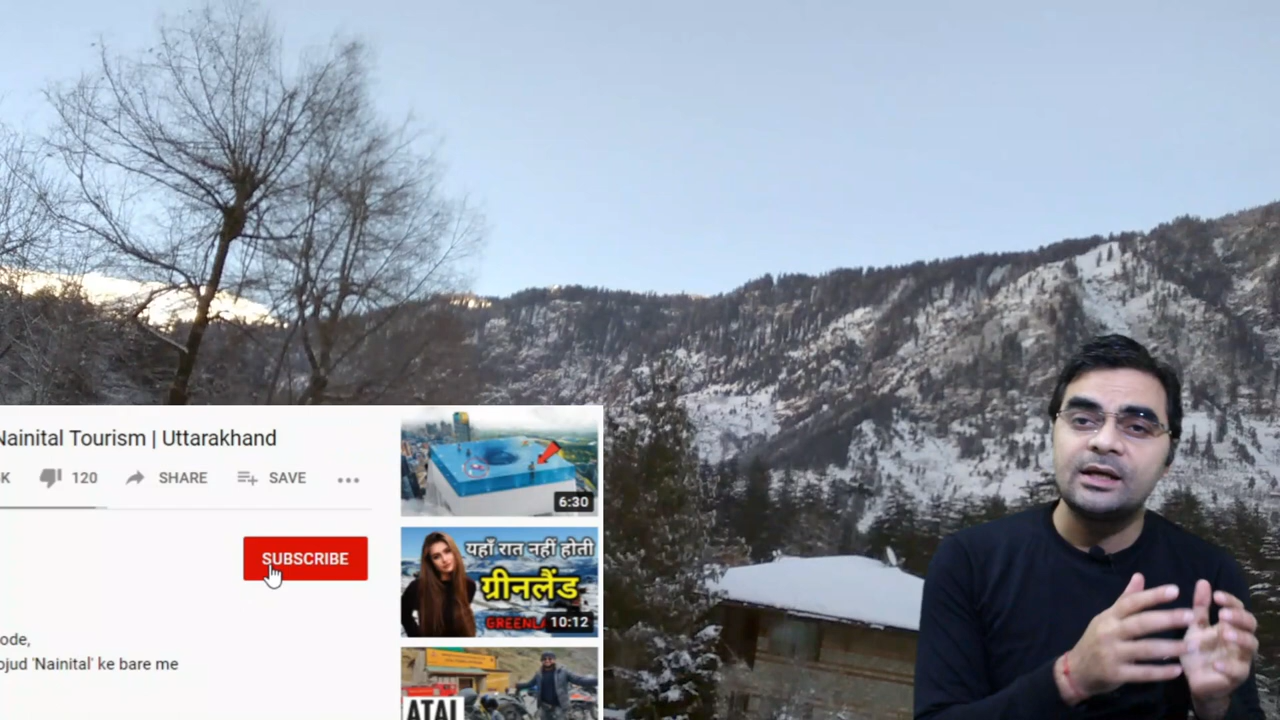 Nainital Tourism | Uttarakhand
K
120
SHARE
SAVE
SUBSCRIBE
ode,
ojud 'Nainital' ke bare me
6:30
यहाँ रात नहीं होती
ग्रीनलैंड
10:12
ATAL